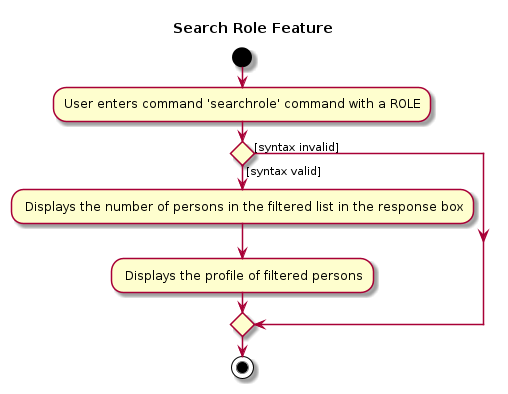 Search Role Feature
User enters command 'searchrole' command with a ROLE
[syntax invalid]
[syntax valid]
Displays the number of persons in the filtered list in the response box
Displays the profile of filtered persons